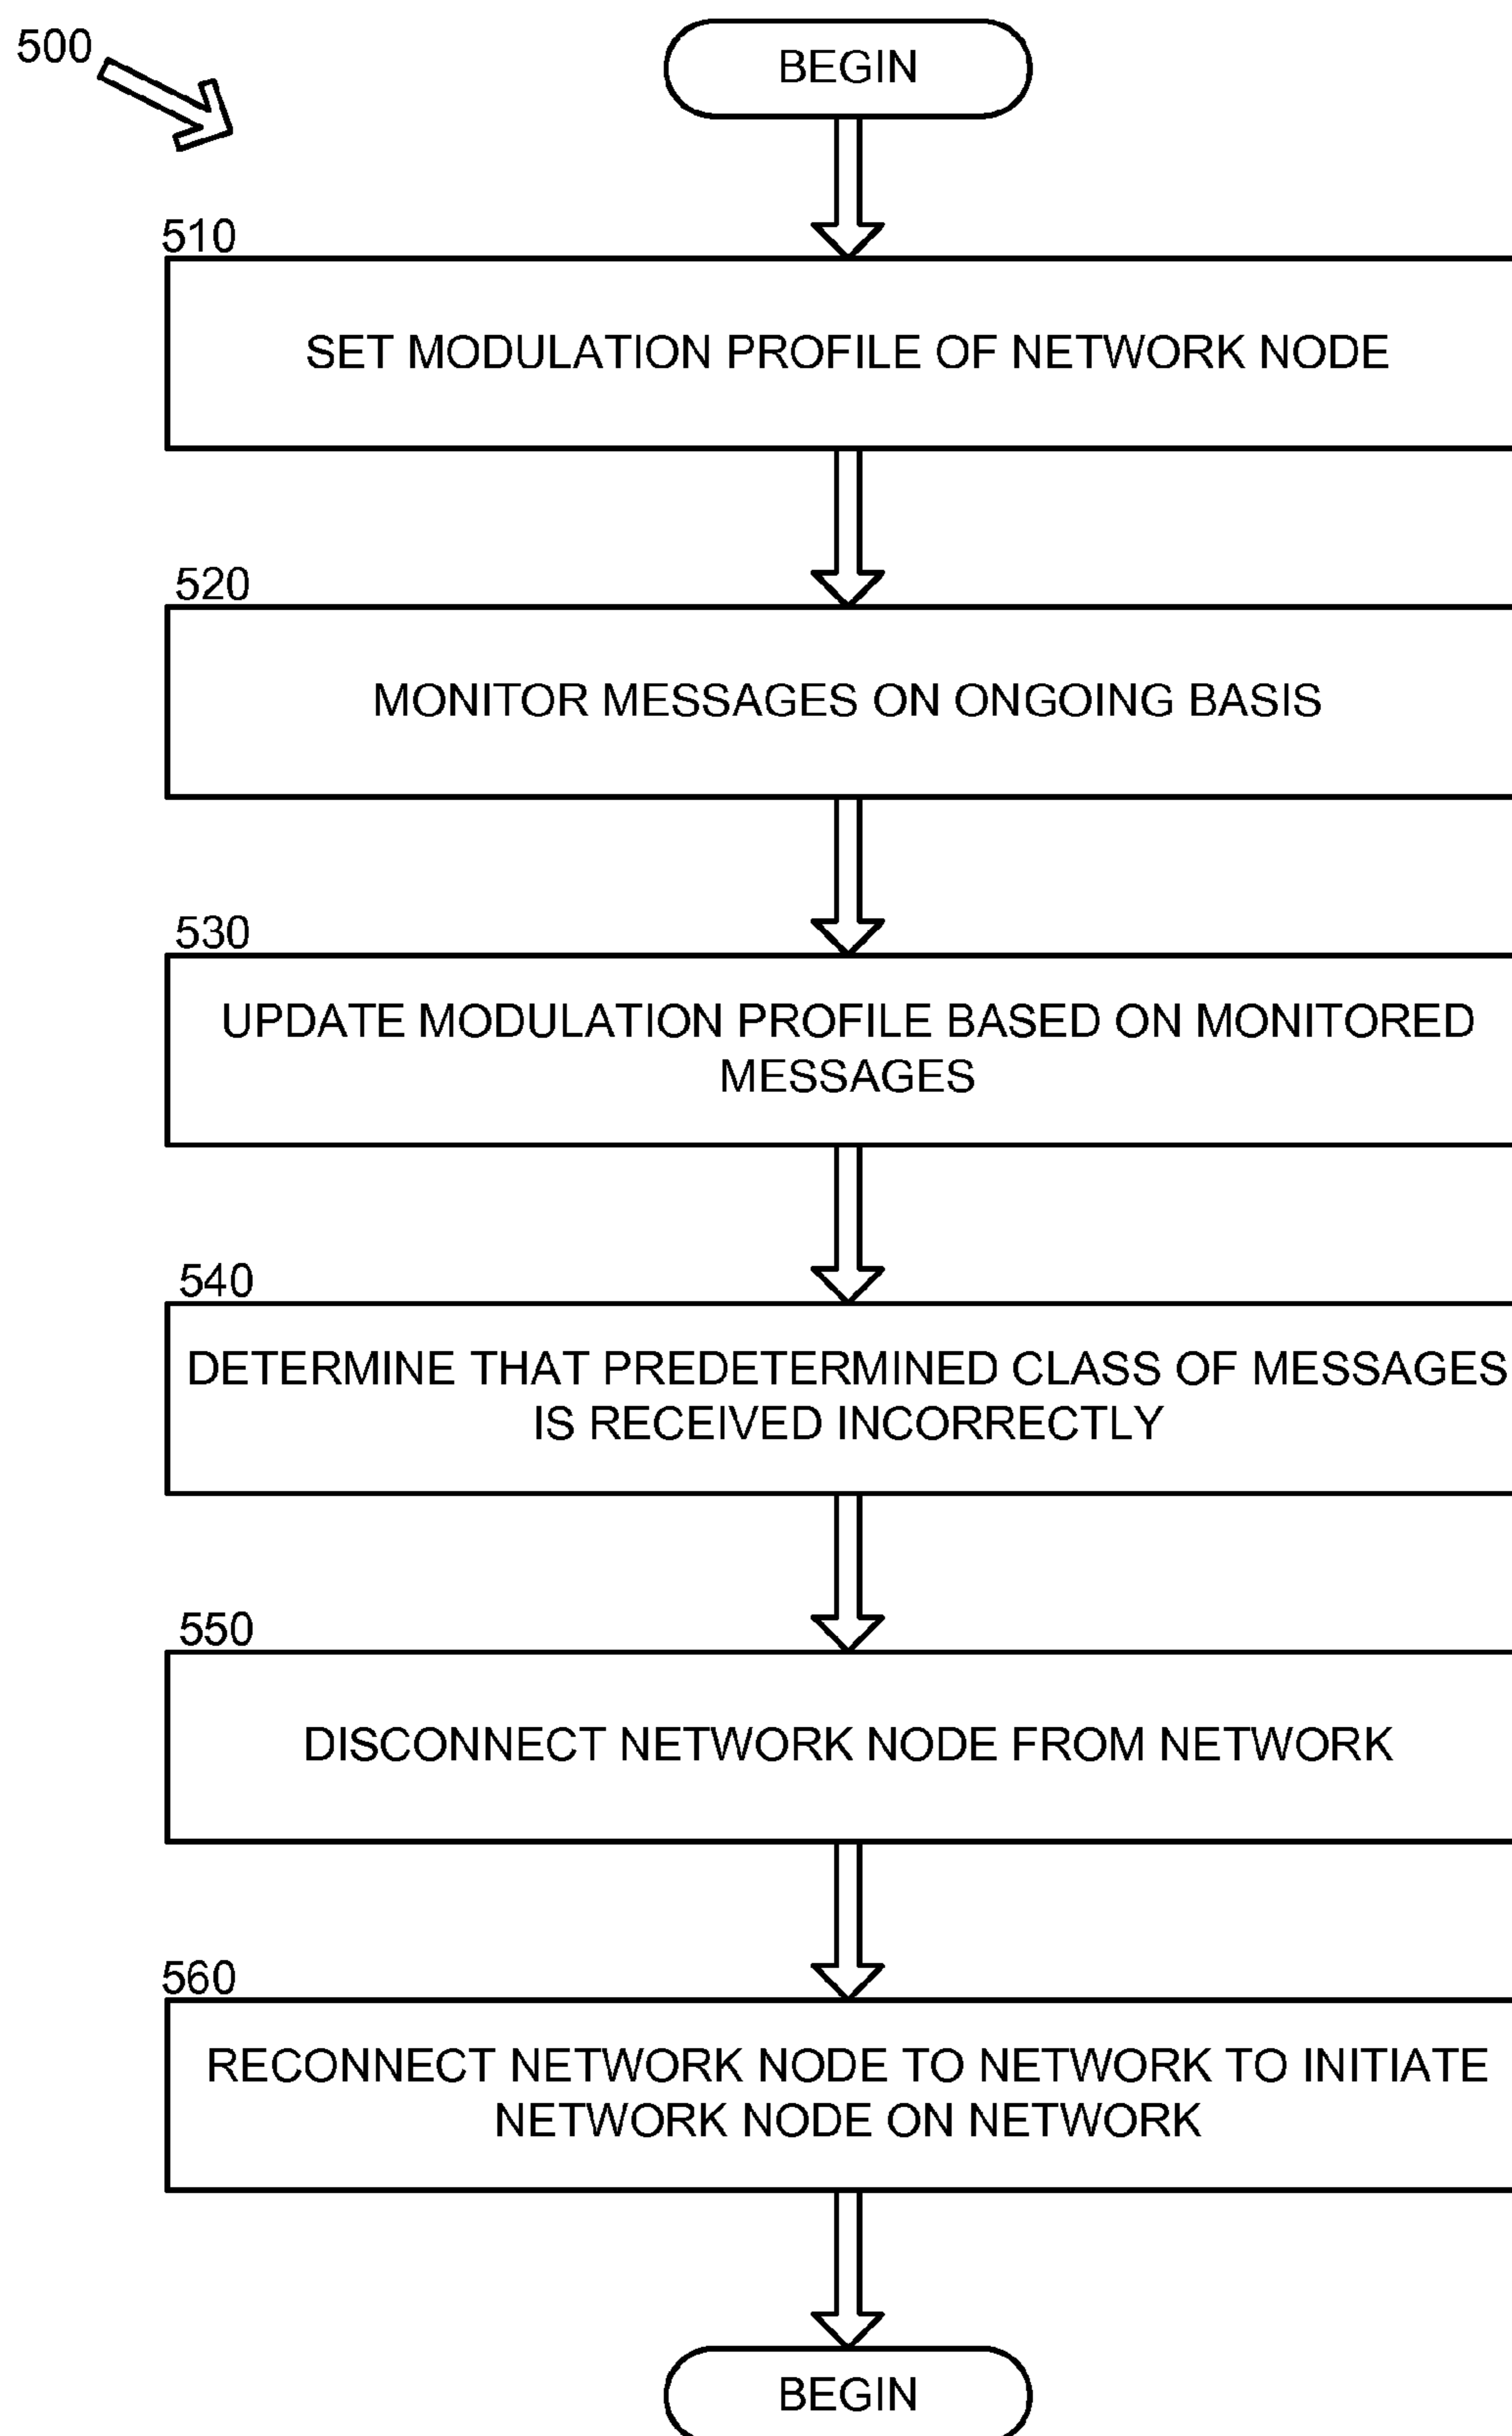 500
BEGIN
510
SET MODULATION PROFILE OF NETWORK NODE
520
MONITOR MESSAGES ON ONGOING BASIS
530
UPDATE MODULATION PROFILE BASED ON MONITORED
MESSAGES
540
DETERMINE THAT PREDETERMINED CLASS OF MESSAGES
IS RECEIVED INCORRECTLY
550
DISCONNECT NETWORK NODE FROM NETWORK
560
RECONNECT NETWORK NODE TO NETWORK TO INITIATE
NETWORK NODE ON NETWORK
BEGIN